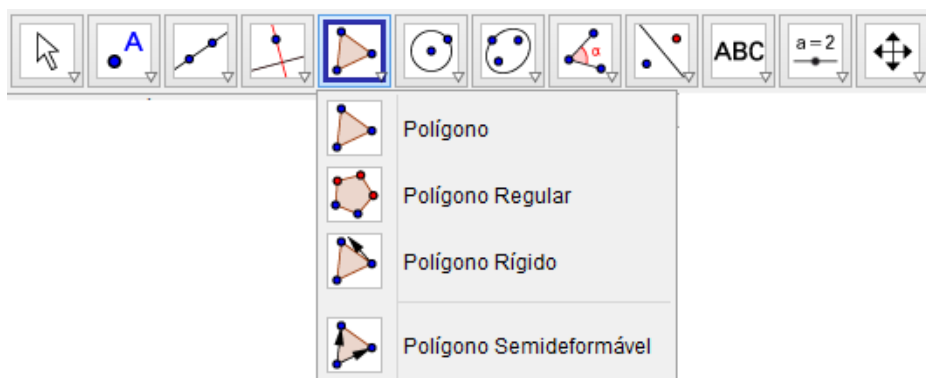 A
α
ABC
a=2
Polígono
Polígono Regular
Polígono Rígido
Polígono Semideformável